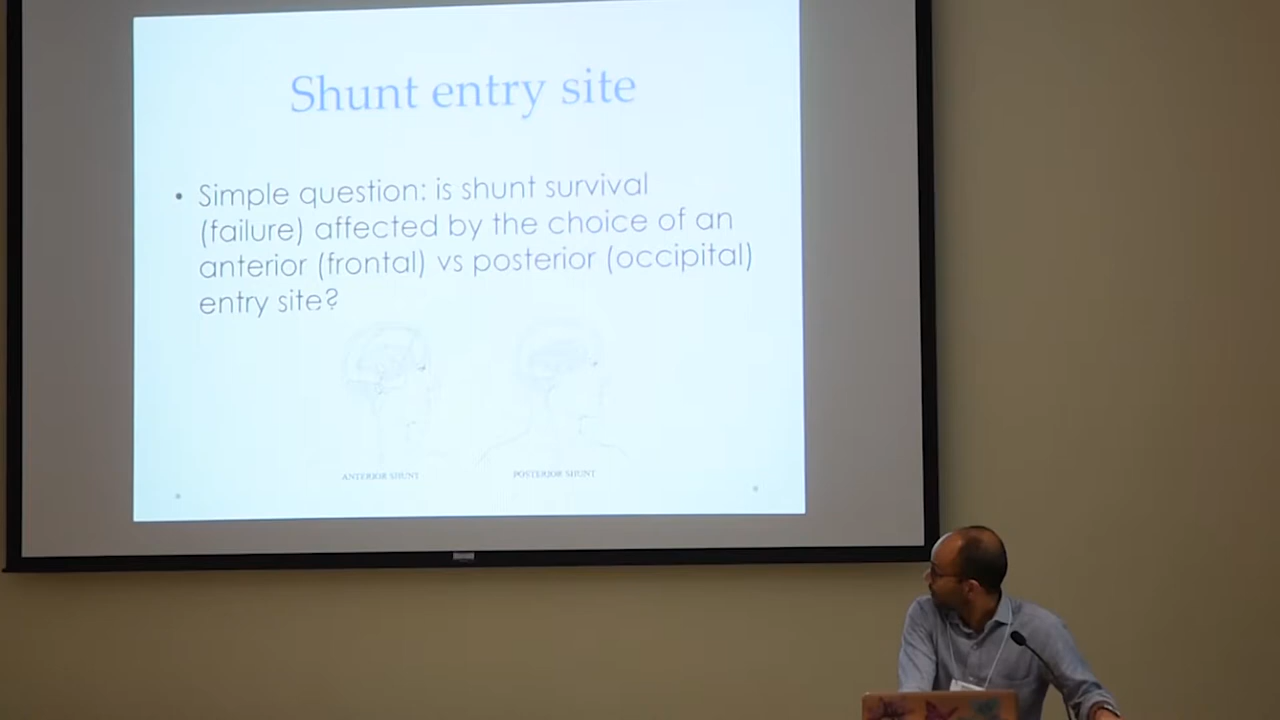 Shunt entry site
• Simple question: is shunt survival
(failure) affected by the choice of an
anterior (frontal) vs posterior (occipital)
entry site?
ANTERIOR SHUNT
POSTERIOR SHUNT